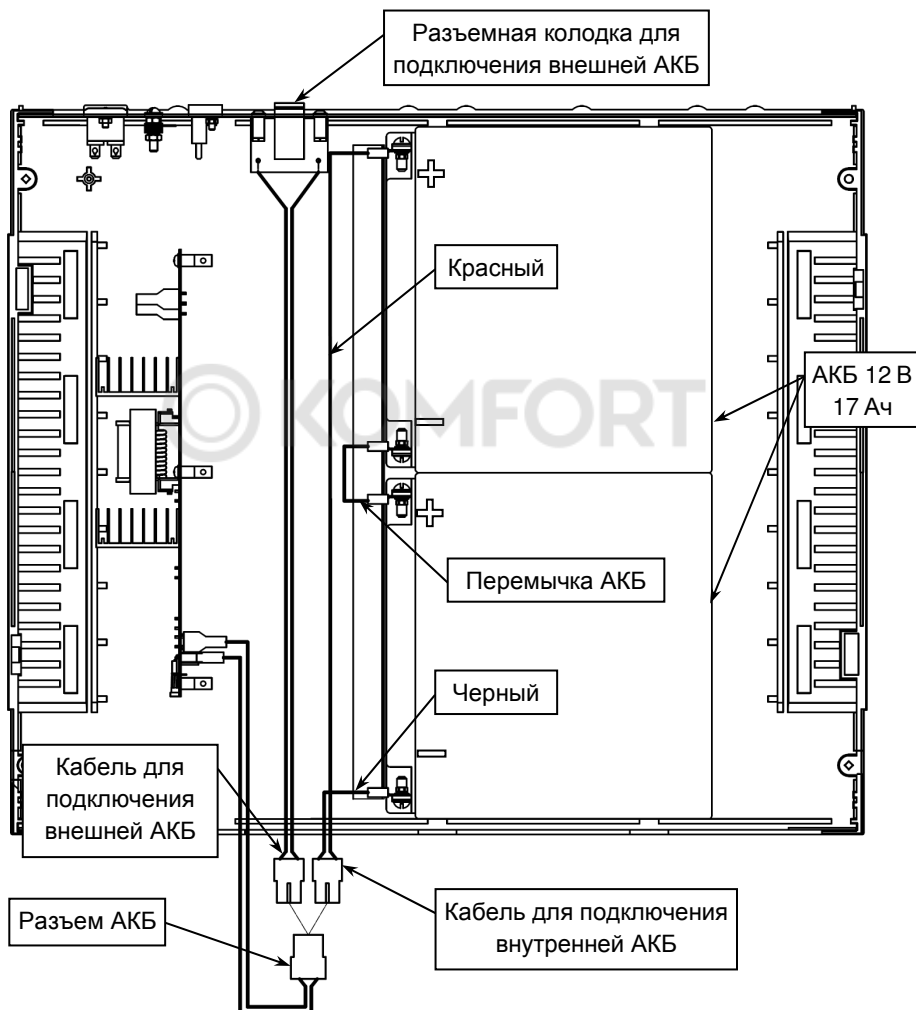 Разъемная колодка для
подключения внешней АКБ
Красный
KOMFORT
АКБ 12 В
17 Ач
Перемычка АКБ
Черный
Кабель для
подключения
внешней АКБ
Кабель для подключения
внутренней АКБ
Разъем АКБ